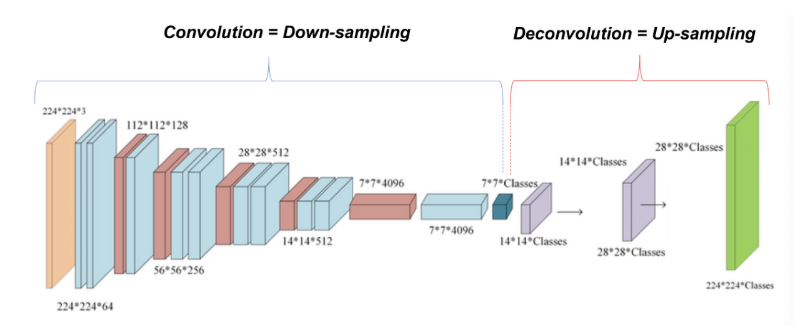 Convolution = Down-sampling
Deconvolution = Up-sampling
224*224*3
112*112*128
28*28*512
7*7*4096
7*7*Classes
14*14*Classes
28*28*Classes
224*224*64
56*56*256
14*14*512
7*7*4096
14*14*Classes
28*28*Classes
224*224*Classes